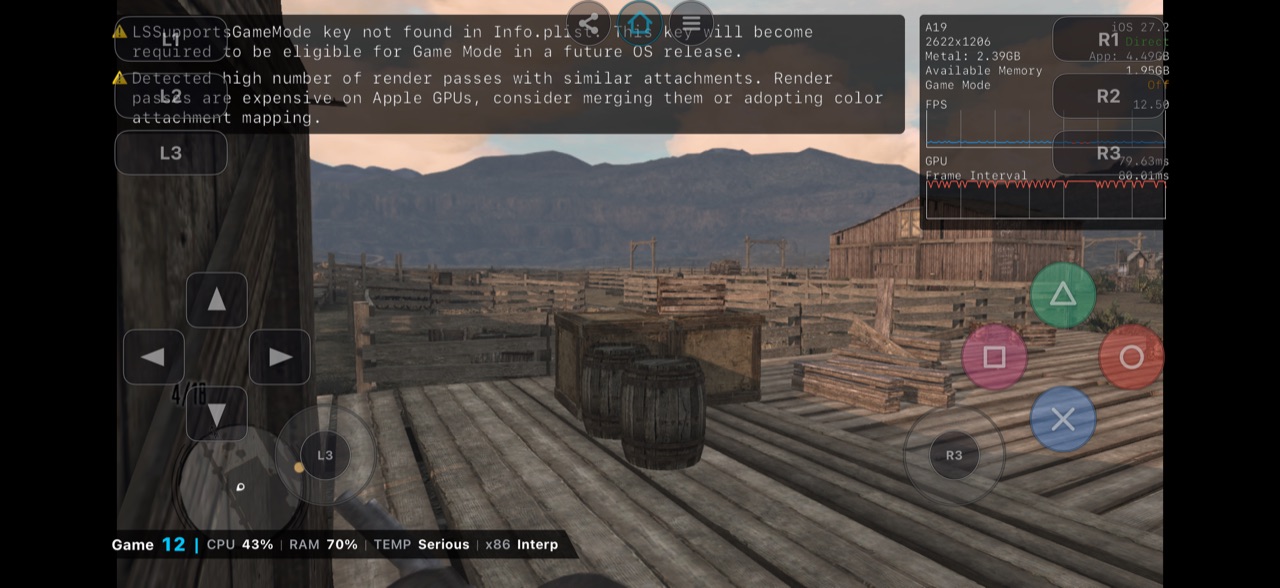 ⚠ LSSupportsGameMode key not found in Info.plist. This key will become
required to be eligible for Game Mode in a future OS release.
⚠ Detected high number of render passes with similar attachments. Render
passes are expensive on Apple GPUs, consider merging them or adopting color
attachment mapping.
L1
L2
L3
A19 iOS 27.2
2622x1206 Direct
Metal: 2.39GB App: 4.49GB
Available Memory 1.95GB
Game Mode Off
FPS 12.50
GPU 79.63ms
Frame Interval 80.01ms
R1
R2
R3
4/18
L3
R3
Game 12 | CPU 43% | RAM 70% | TEMP Serious | x86 Interp